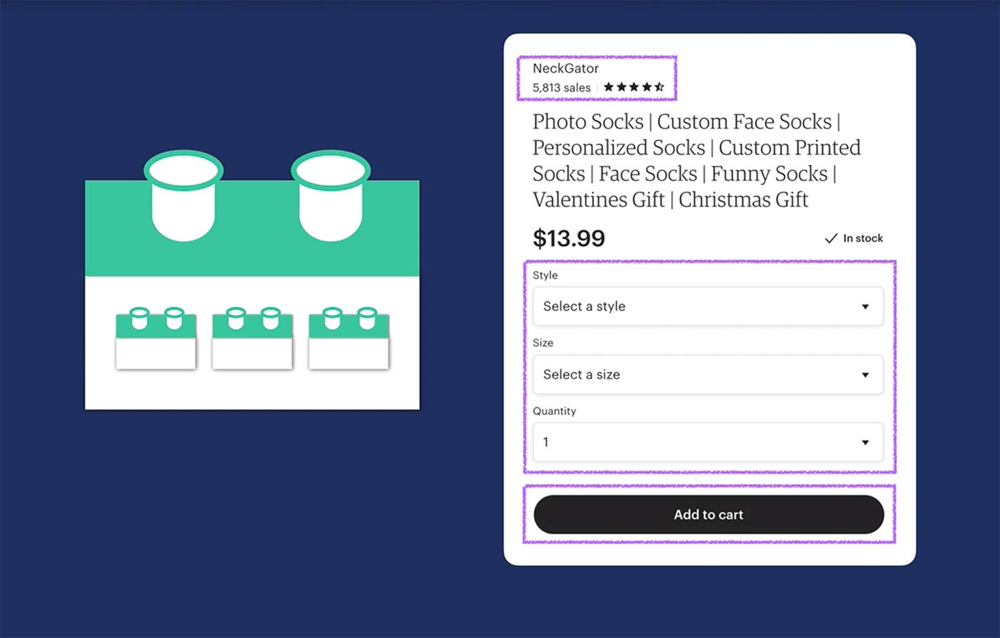 NeckGator
5,813 sales
Photo Socks | Custom Face Socks |
Personalized Socks | Custom Printed
Socks | Face Socks | Funny Socks |
Valentines Gift | Christmas Gift
$13.99
In stock
Style
Select a style
Size
Select a size
Quantity
1
Add to cart